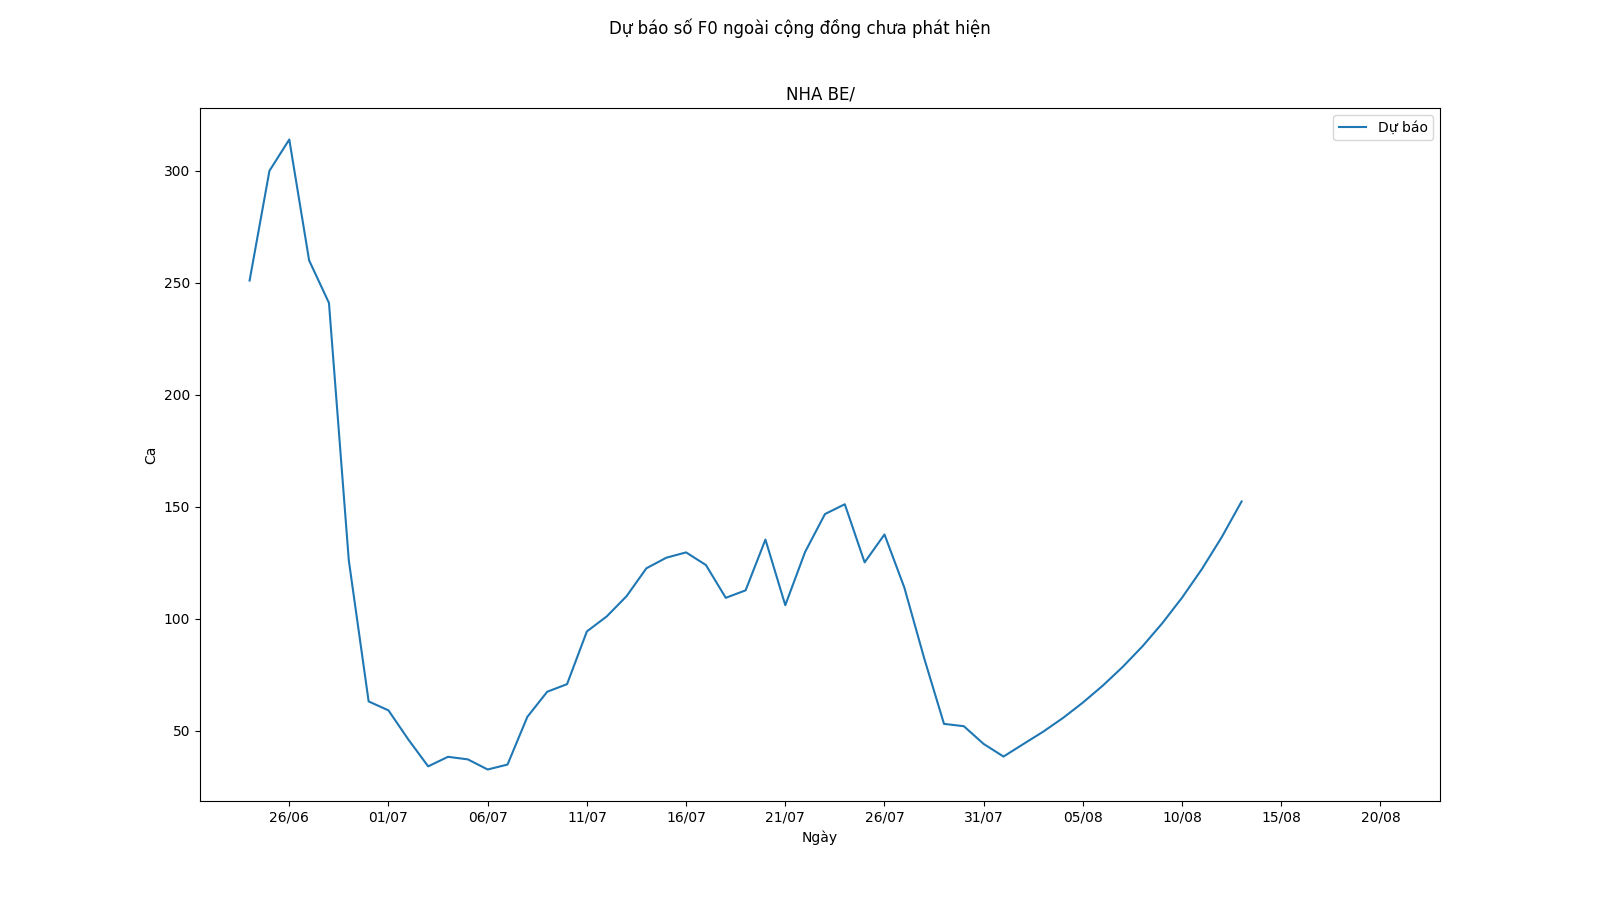 Dự báo số F0 ngoài cộng đồng chưa phát hiện
NHA BE/
Dự báo
300
250
200
150
100
50
Ca
26/06 01/07 06/07 11/07 16/07 21/07 26/07 31/07 05/08 10/08 15/08 20/08
Ngày